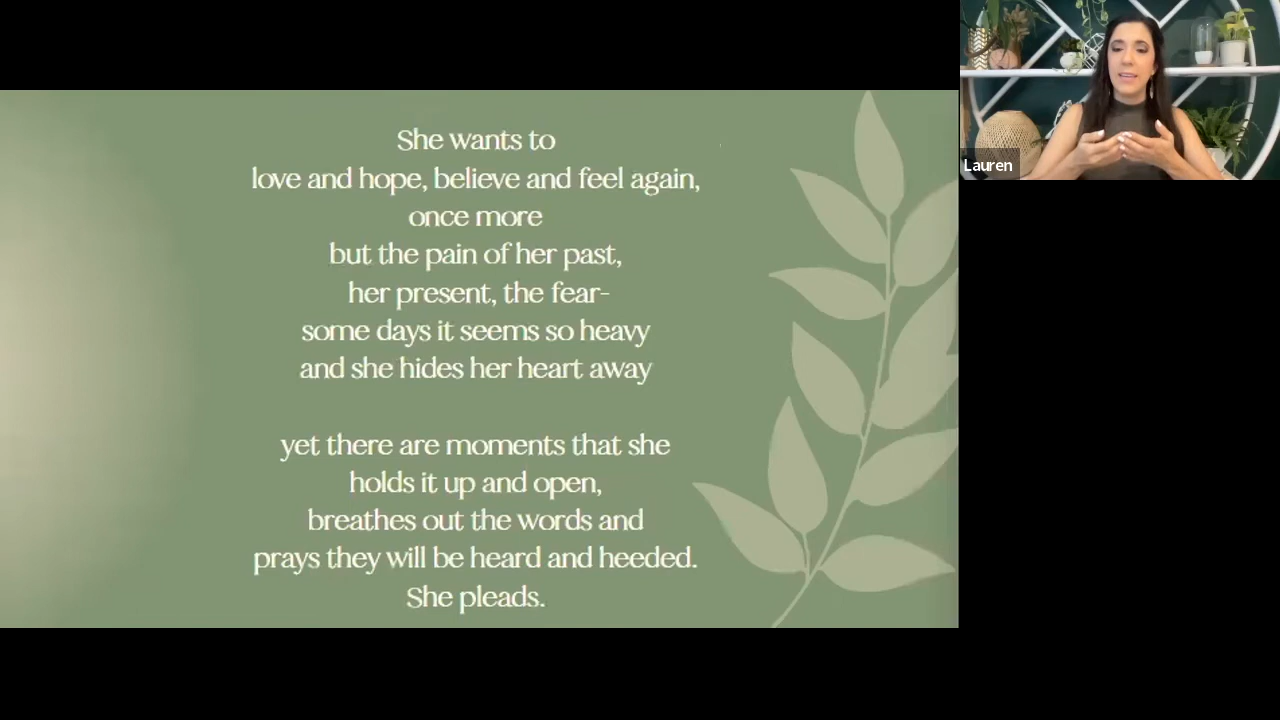 She wants to
love and hope, believe and feel again,
once more
but the pain of her past,
her present, the fear-
some days it seems so heavy
and she hides her heart away
yet there are moments that she
holds it up and open,
breathes out the words and
prays they will be heard and heeded.
She pleads.
Lauren